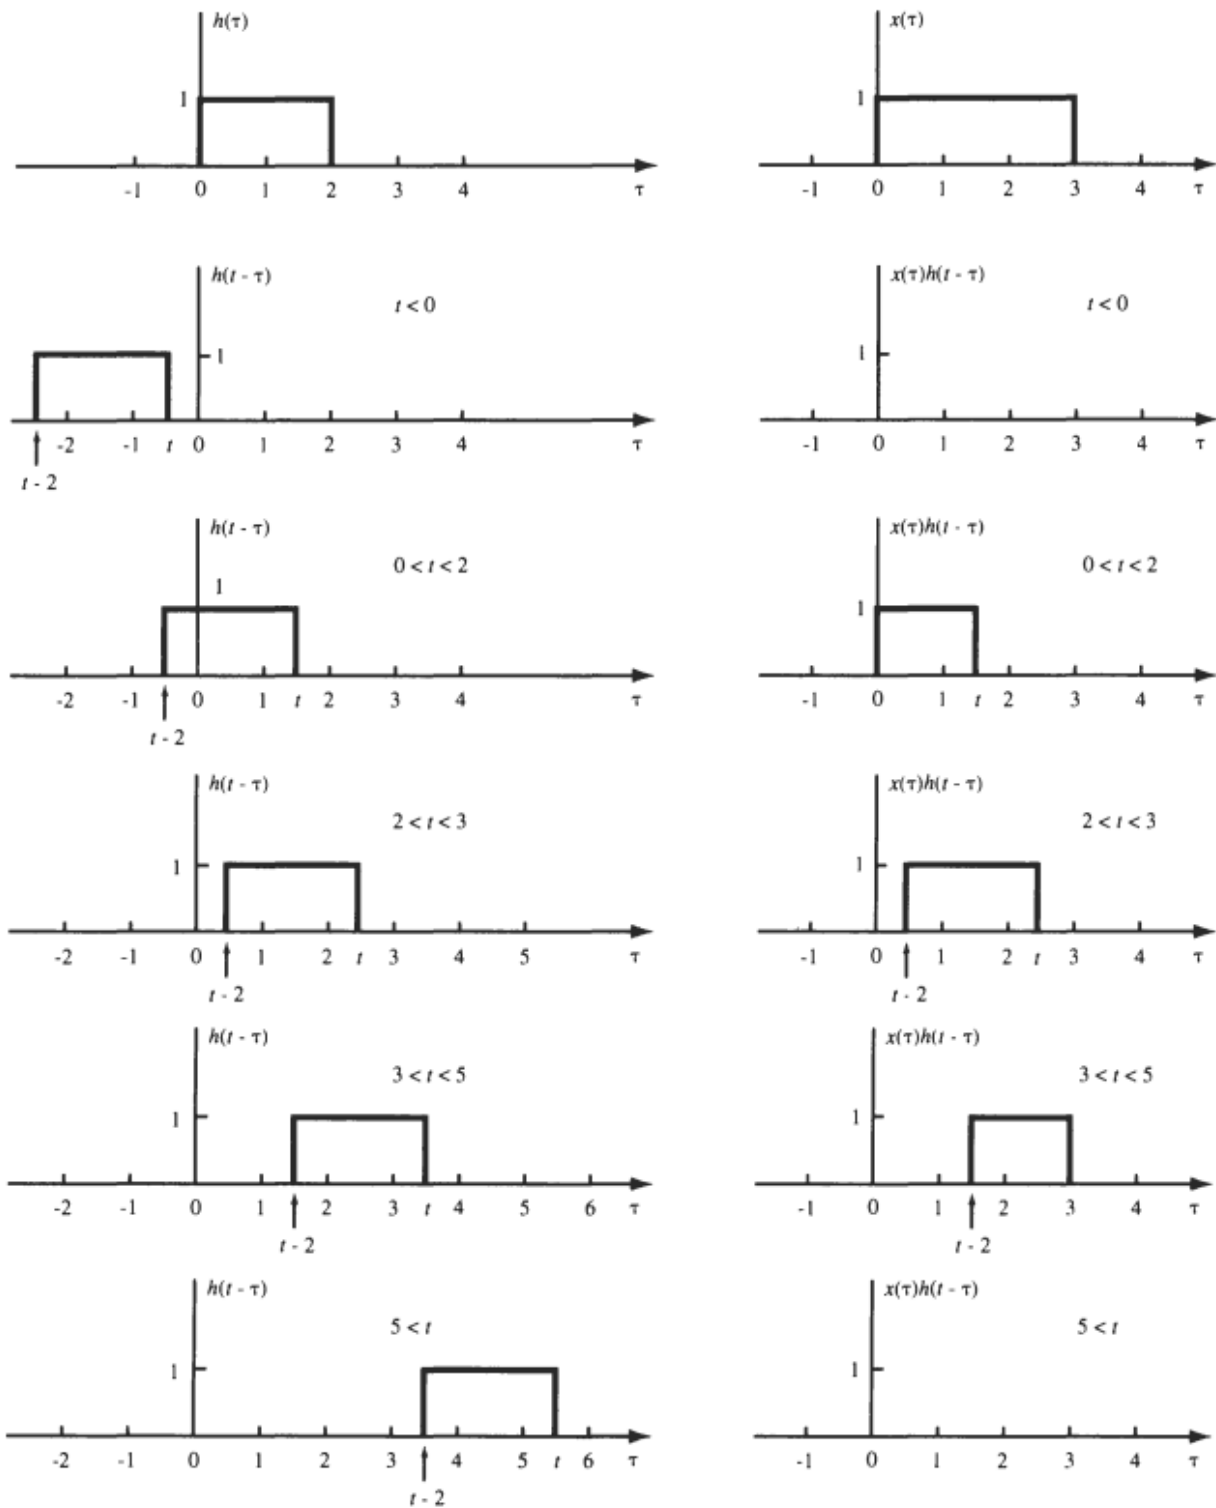 h(τ)
1
-1 0 1 2 3 4 τ
x(τ)
1
-1 0 1 2 3 4 τ
h(t - τ)
t < 0
1
-2 -1 t 0 1 2 3 4 τ
t - 2
x(τ)h(t - τ)
t < 0
1
-1 0 1 2 3 4 τ
h(t - τ)
0 < t < 2
1
-2 -1 0 1 t 2 3 4 τ
t - 2
x(τ)h(t - τ)
0 < t < 2
1
-1 0 1 t 2 3 4 τ
h(t - τ)
2 < t < 3
1
-2 -1 0 1 2 t 3 4 5 τ
t - 2
x(τ)h(t - τ)
2 < t < 3
1
-1 0 1 2 t 3 4 τ
t - 2
h(t - τ)
3 < t < 5
1
-2 -1 0 1 2 3 t 4 5 6 τ
t - 2
x(τ)h(t - τ)
3 < t < 5
1
-1 0 1 2 3 4 τ
t - 2
h(t - τ)
5 < t
1
-2 -1 0 1 2 3 4 5 t 6 τ
t - 2
x(τ)h(t - τ)
5 < t
1
-1 0 1 2 3 4 τ